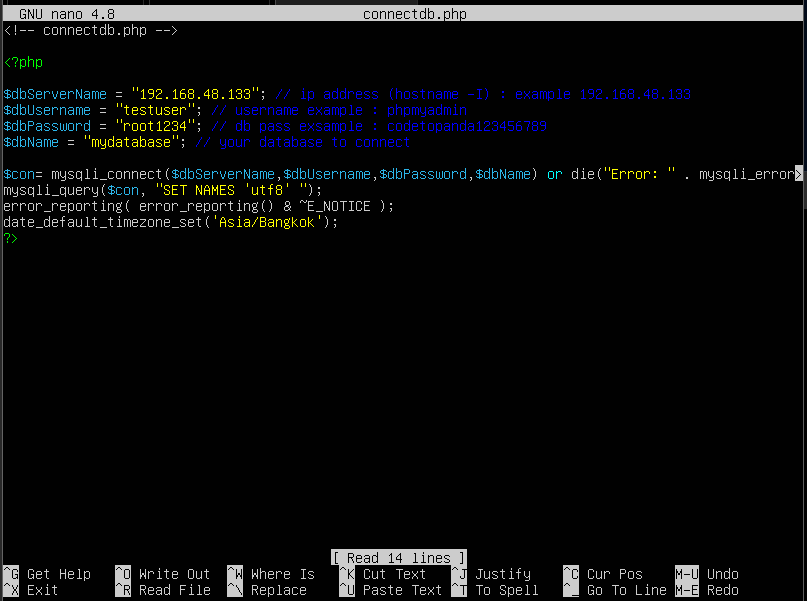 GNU nano 4.8 connectdb.php
<!-- connectdb.php -->
<?php
$dbServerName = "192.168.48.133"; // ip address (hostname -I) : example 192.168.48.133
$dbUsername = "testuser"; // username example : phpmyadmin
$dbPassword = "root1234"; // db pass exsample : codetopanda123456789
$dbName = "mydatabase"; // your database to connect
$con= mysqli_connect($dbServerName,$dbUsername,$dbPassword,$dbName) or die("Error: " . mysqli_error>
mysqli_query($con, "SET NAMES 'utf8' ");
error_reporting( error_reporting() & ~E_NOTICE );
date_default_timezone_set('Asia/Bangkok');
?>
[ Read 14 lines ]
^G Get Help ^O Write Out ^W Where Is ^K Cut Text ^J Justify ^C Cur Pos M-U Undo
^X Exit ^R Read File ^\ Replace ^U Paste Text ^T To Spell ^_ Go To Line M-E Redo